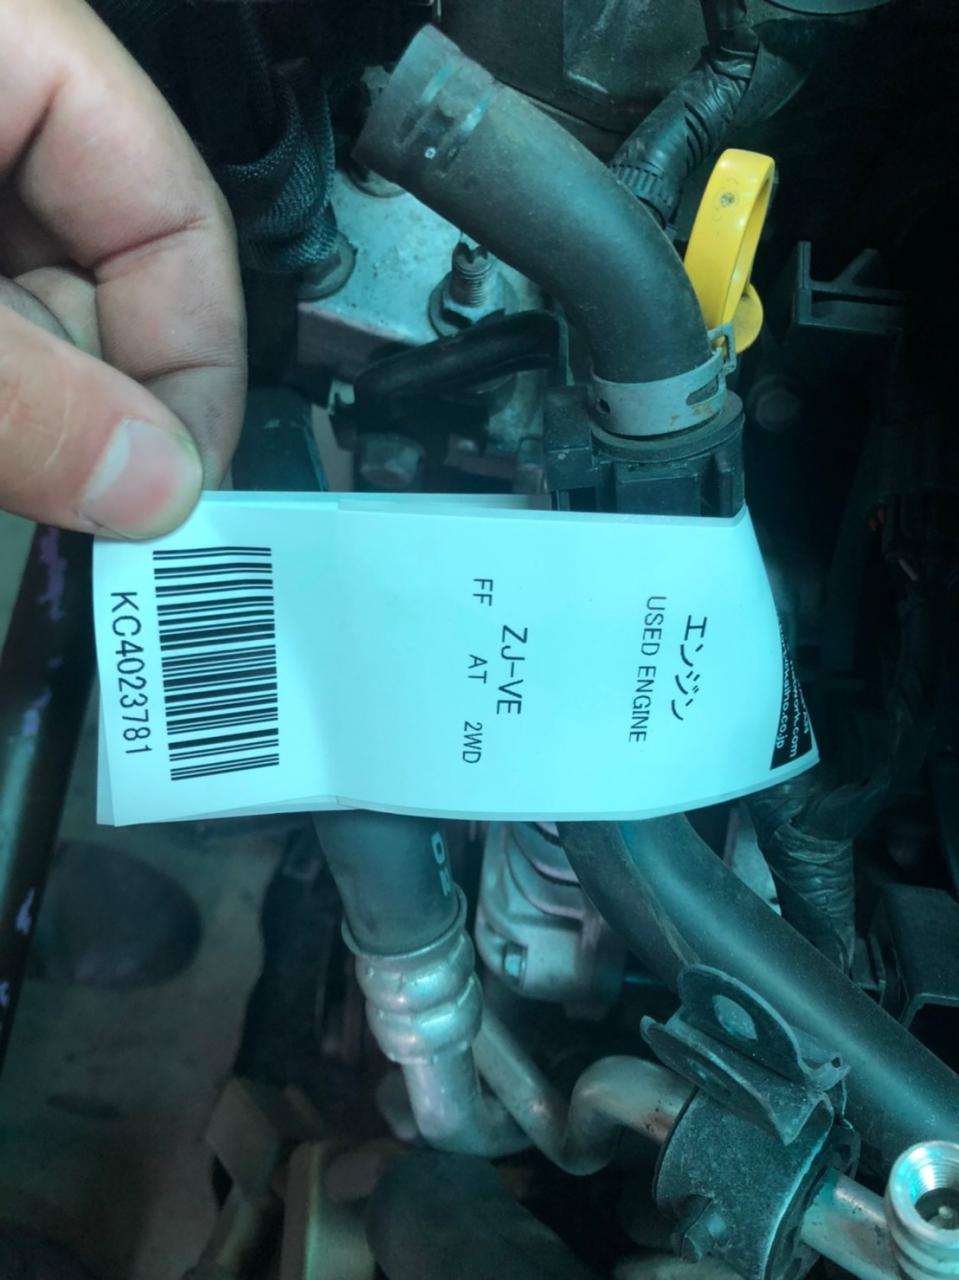 エンジン
USED ENGINE
ZJ-VE
FF AT 2WD
KC4023781